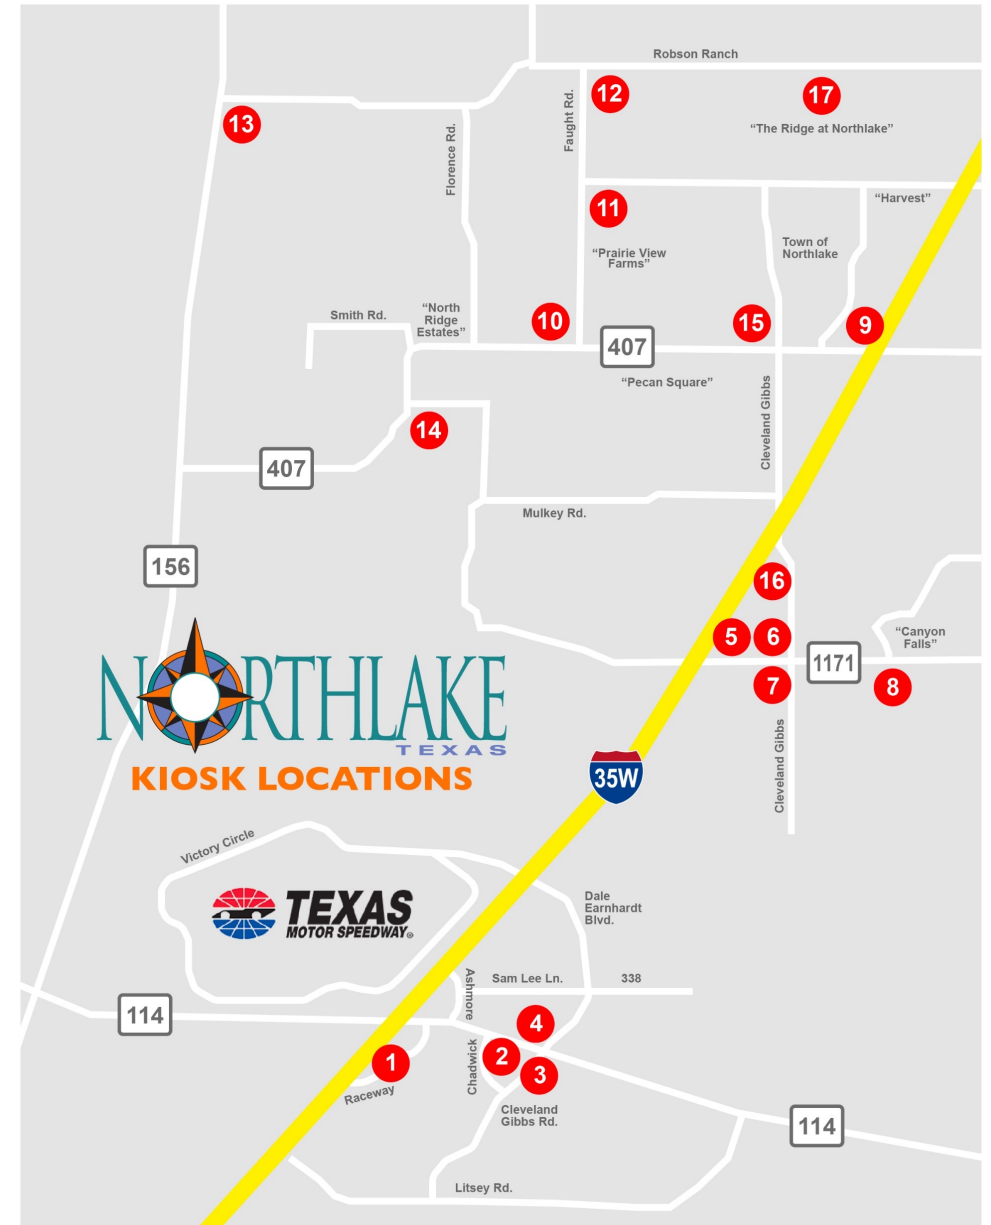 Robson Ranch
12
17
“The Ridge at Northlake”
13
Faught Rd.
Florence Rd.
“Harvest”
11
Town of
Northlake
“Prairie View
Farms”
“North
Ridge
Estates”
Smith Rd.
10
15
9
407
“Pecan Square”
Cleveland Gibbs
14
407
Mulkey Rd.
156
16
5
6
“Canyon
Falls”
1171
7
8
NORTHLAKE
TEXAS
KIOSK LOCATIONS
Cleveland Gibbs
35W
Victory Circle
TEXAS
MOTOR SPEEDWAY®
Dale
Earnhardt
Blvd.
Ashmore
Sam Lee Ln.
338
114
4
1
2
3
Chadwick
Raceway
Cleveland
Gibbs Rd.
114
Litsey Rd.